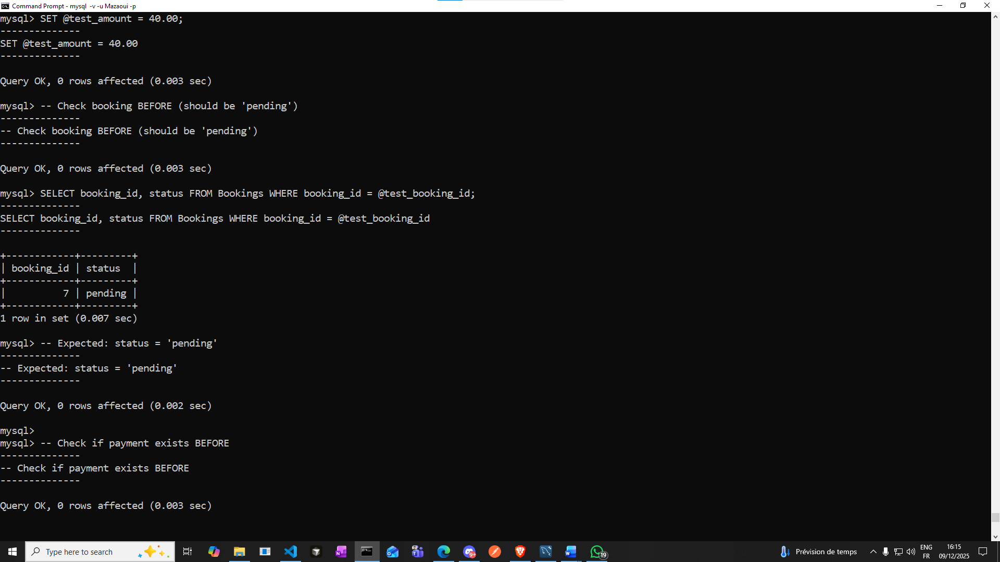 Command Prompt - mysql -v -u Mazaoui -p
mysql> SET @test_amount = 40.00;
--------------
SET @test_amount = 40.00
--------------
Query OK, 0 rows affected (0.003 sec)
mysql> -- Check booking BEFORE (should be 'pending')
--------------
-- Check booking BEFORE (should be 'pending')
--------------
Query OK, 0 rows affected (0.003 sec)
mysql> SELECT booking_id, status FROM Bookings WHERE booking_id = @test_booking_id;
--------------
SELECT booking_id, status FROM Bookings WHERE booking_id = @test_booking_id
--------------
+------------+---------+
| booking_id | status  |
+------------+---------+
|          7 | pending |
+------------+---------+
1 row in set (0.007 sec)
mysql> -- Expected: status = 'pending'
--------------
-- Expected: status = 'pending'
--------------
Query OK, 0 rows affected (0.002 sec)
mysql>
mysql> -- Check if payment exists BEFORE
--------------
-- Check if payment exists BEFORE
--------------
Query OK, 0 rows affected (0.003 sec)
Type here to search
9+
19
Prévision de temps
ENG
FR
16:15
09/12/2025